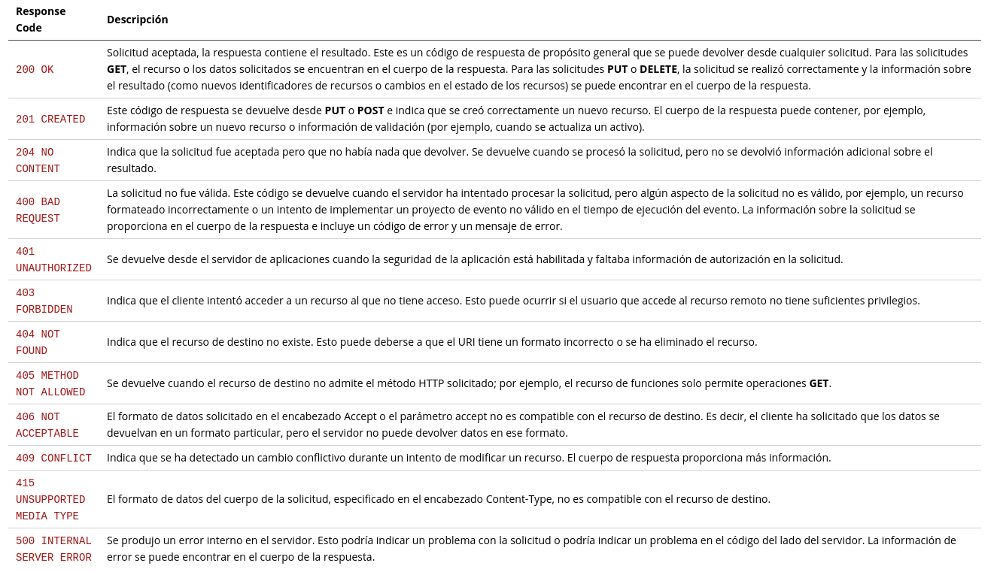 Response
Code
Descripción
200 OK
Solicitud aceptada, la respuesta contiene el resultado. Este es un código de respuesta de propósito general que se puede devolver desde cualquier solicitud. Para las solicitudes
GET, el recurso o los datos solicitados se encuentran en el cuerpo de la respuesta. Para las solicitudes PUT o DELETE, la solicitud se realizó correctamente y la información sobre
el resultado (como nuevos identificadores de recursos o cambios en el estado de los recursos) se puede encontrar en el cuerpo de la respuesta.
201 CREATED
Este código de respuesta se devuelve desde PUT o POST e indica que se creó correctamente un nuevo recurso. El cuerpo de la respuesta puede contener, por ejemplo,
información sobre un nuevo recurso o información de validación (por ejemplo, cuando se actualiza un activo).
204 NO
CONTENT
Indica que la solicitud fue aceptada pero que no había nada que devolver. Se devuelve cuando se procesó la solicitud, pero no se devolvió información adicional sobre el
resultado.
400 BAD
REQUEST
La solicitud no fue válida. Este código se devuelve cuando el servidor ha intentado procesar la solicitud, pero algún aspecto de la solicitud no es válido, por ejemplo, un recurso
formateado incorrectamente o un intento de implementar un proyecto de evento no válido en el tiempo de ejecución del evento. La información sobre la solicitud se
proporciona en el cuerpo de la respuesta e incluye un código de error y un mensaje de error.
401
UNAUTHORIZED
Se devuelve desde el servidor de aplicaciones cuando la seguridad de la aplicación está habilitada y faltaba información de autorización en la solicitud.
403
FORBIDDEN
Indica que el cliente intentó acceder a un recurso al que no tiene acceso. Esto puede ocurrir si el usuario que accede al recurso remoto no tiene suficientes privilegios.
404 NOT
FOUND
Indica que el recurso de destino no existe. Esto puede deberse a que el URI tiene un formato incorrecto o se ha eliminado el recurso.
405 METHOD
NOT ALLOWED
Se devuelve cuando el recurso de destino no admite el método HTTP solicitado; por ejemplo, el recurso de funciones solo permite operaciones GET.
406 NOT
ACCEPTABLE
El formato de datos solicitado en el encabezado Accept o el parámetro accept no es compatible con el recurso de destino. Es decir, el cliente ha solicitado que los datos se
devuelvan en un formato particular, pero el servidor no puede devolver datos en ese formato.
409 CONFLICT
Indica que se ha detectado un cambio conflictivo durante un intento de modificar un recurso. El cuerpo de respuesta proporciona más información.
415
UNSUPPORTED
MEDIA TYPE
El formato de datos del cuerpo de la solicitud, especificado en el encabezado Content-Type, no es compatible con el recurso de destino.
500 INTERNAL
SERVER ERROR
Se produjo un error interno en el servidor. Esto podría indicar un problema con la solicitud o podría indicar un problema en el código del lado del servidor. La información de
error se puede encontrar en el cuerpo de la respuesta.